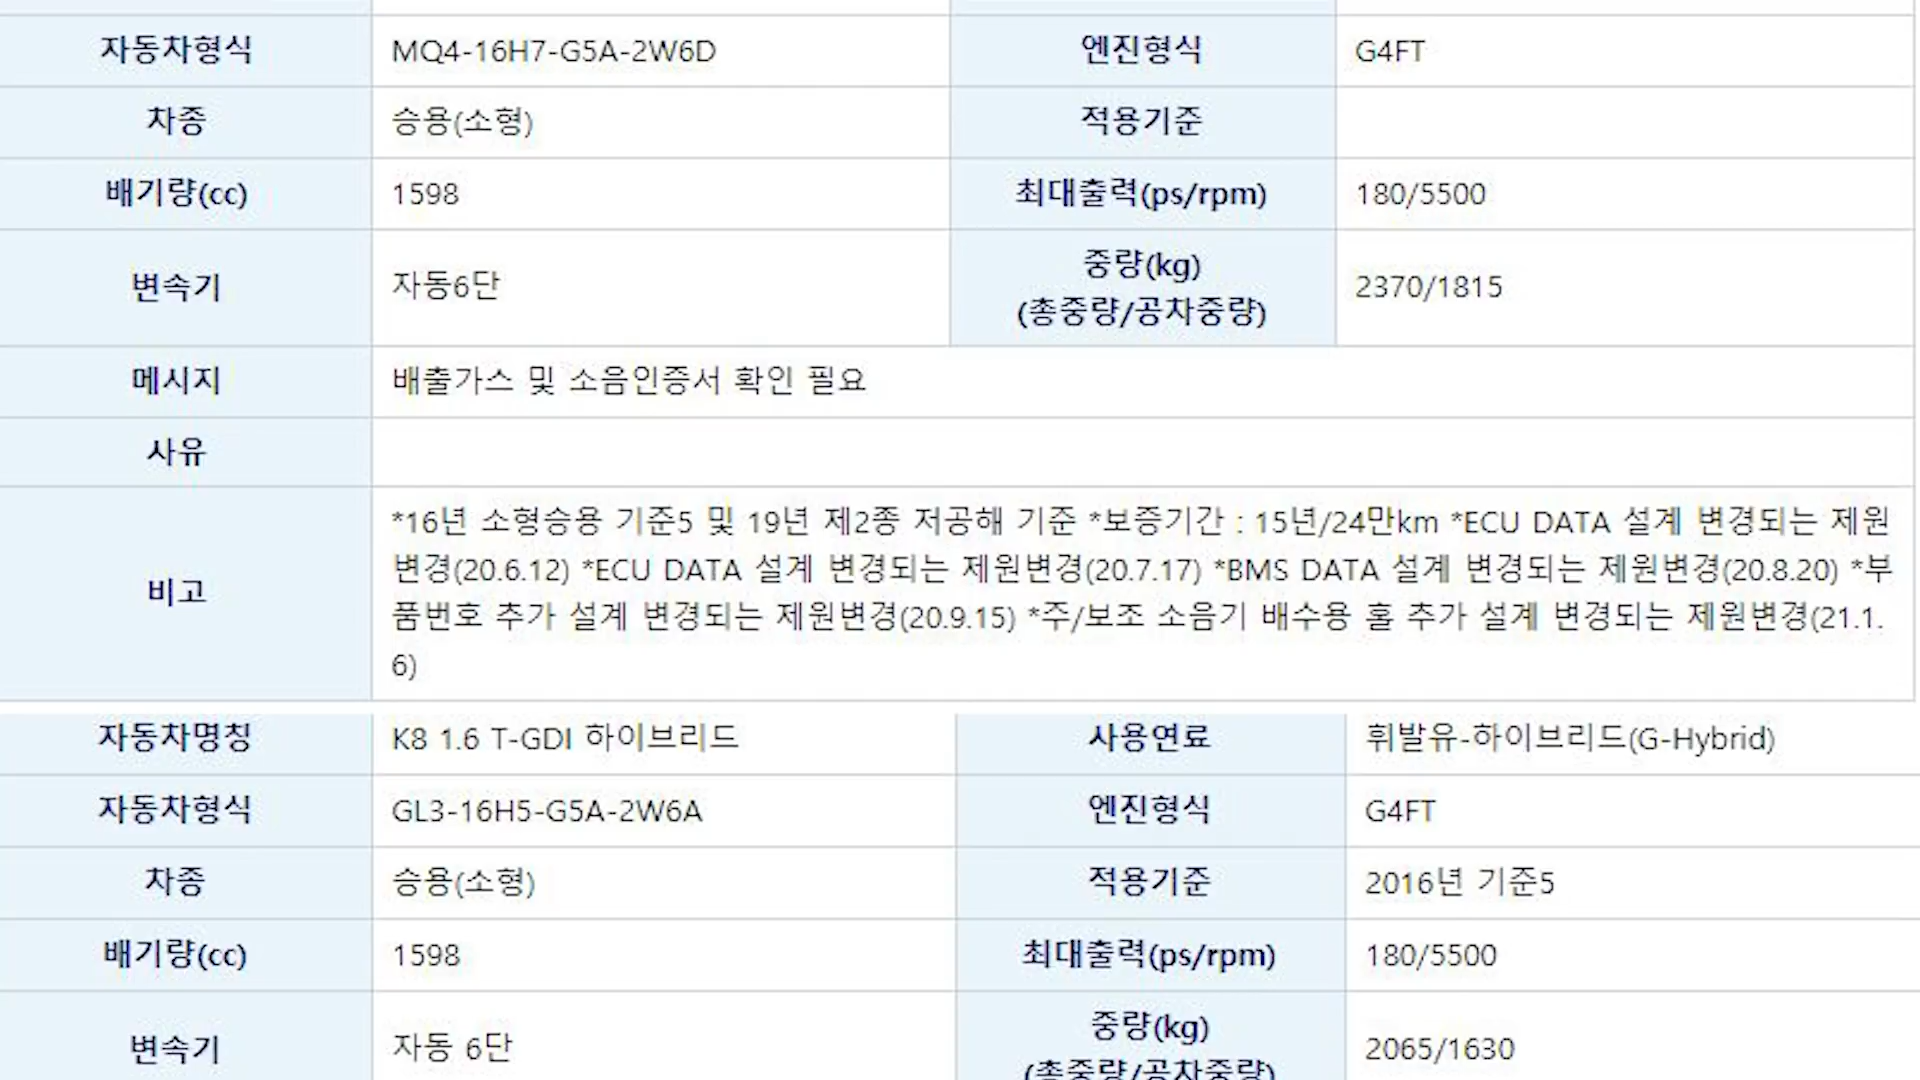 자동차형식 MQ4-16H7-G5A-2W6D 엔진형식 G4FT
차종 승용(소형) 적용기준
배기량(cc) 1598 최대출력(ps/rpm) 180/5500
변속기 자동6단 중량(kg) 2370/1815
(총중량/공차중량)
메시지 배출가스 및 소음인증서 확인 필요
사유
비고 *16년 소형승용 기준5 및 19년 제2종 저공해 기준 *보증기간 : 15년/24만km *ECU DATA 설계 변경되는 제원
변경(20.6.12) *ECU DATA 설계 변경되는 제원변경(20.7.17) *BMS DATA 설계 변경되는 제원변경(20.8.20) *부
품번호 추가 설계 변경되는 제원변경(20.9.15) *주/보조 소음기 배수용 홀 추가 설계 변경되는 제원변경(21.1.
6)
자동차명칭 K8 1.6 T-GDI 하이브리드 사용연료 휘발유-하이브리드(G-Hybrid)
자동차형식 GL3-16H5-G5A-2W6A 엔진형식 G4FT
차종 승용(소형) 적용기준 2016년 기준5
배기량(cc) 1598 최대출력(ps/rpm) 180/5500
변속기 자동 6단 중량(kg) 2065/1630
(총중량/공차중량)